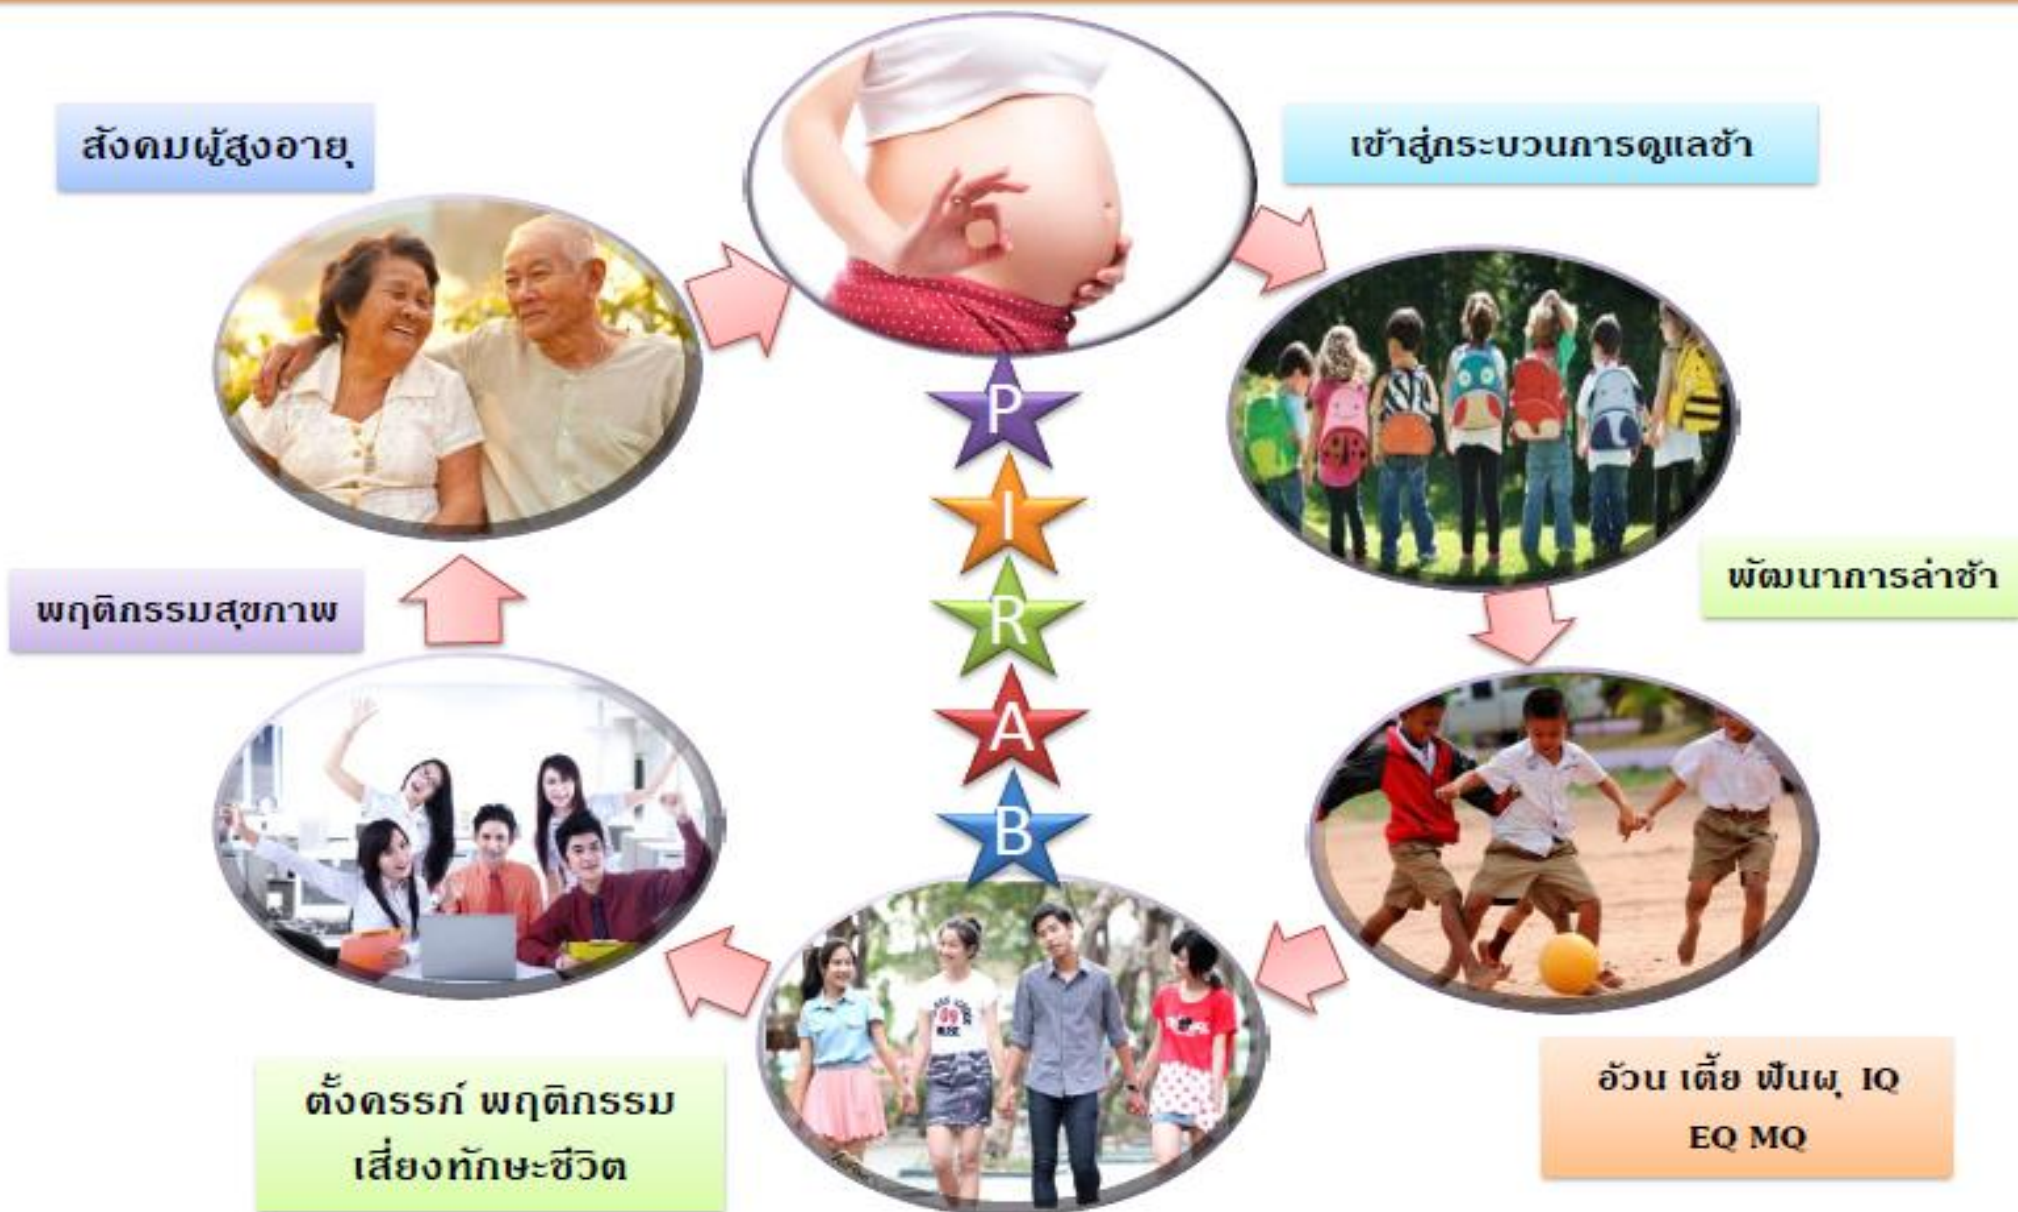 สังคมผู้สูงอายุ
เข้าสู่กระบวนการดูแลช้า
P
I
R
A
B
พัฒนาการล่าช้า
พฤติกรรมสุขภาพ
อ้วน เตี้ย ฟันผุ IQ
EQ MQ
ตั้งครรภ์ พฤติกรรม
เสี่ยงทักษะชีวิต